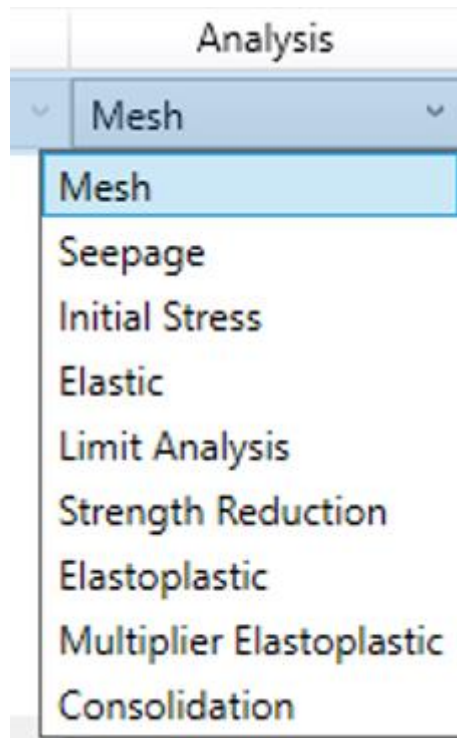 Analysis
Mesh
Mesh
Seepage
Initial Stress
Elastic
Limit Analysis
Strength Reduction
Elastoplastic
Multiplier Elastoplastic
Consolidation